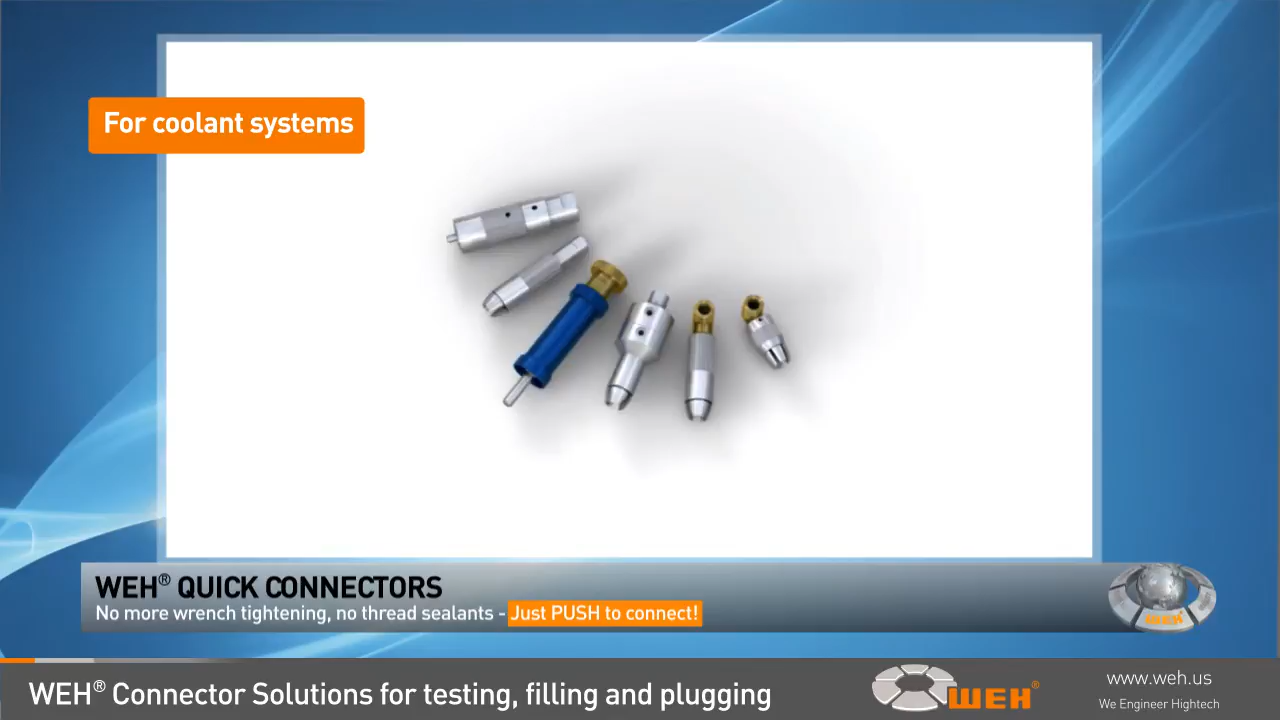 For coolant systems
WEH® QUICK CONNECTORS
No more wrench tightening, no thread sealants - Just PUSH to connect!
WEH®
WEH® Connector Solutions for testing, filling and plugging
WEH®
www.weh.us
We Engineer Hightech